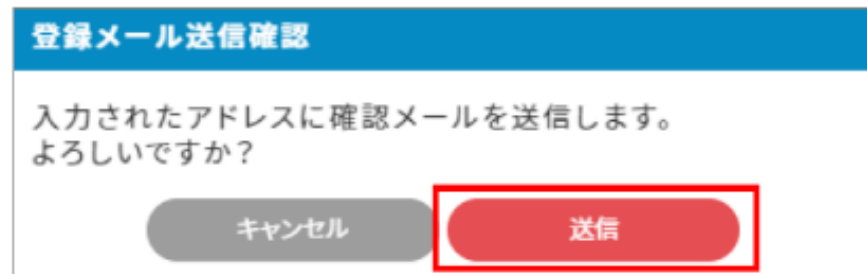 登録メール送信確認
入力されたアドレスに確認メールを送信します。
よろしいですか？
キャンセル
送信